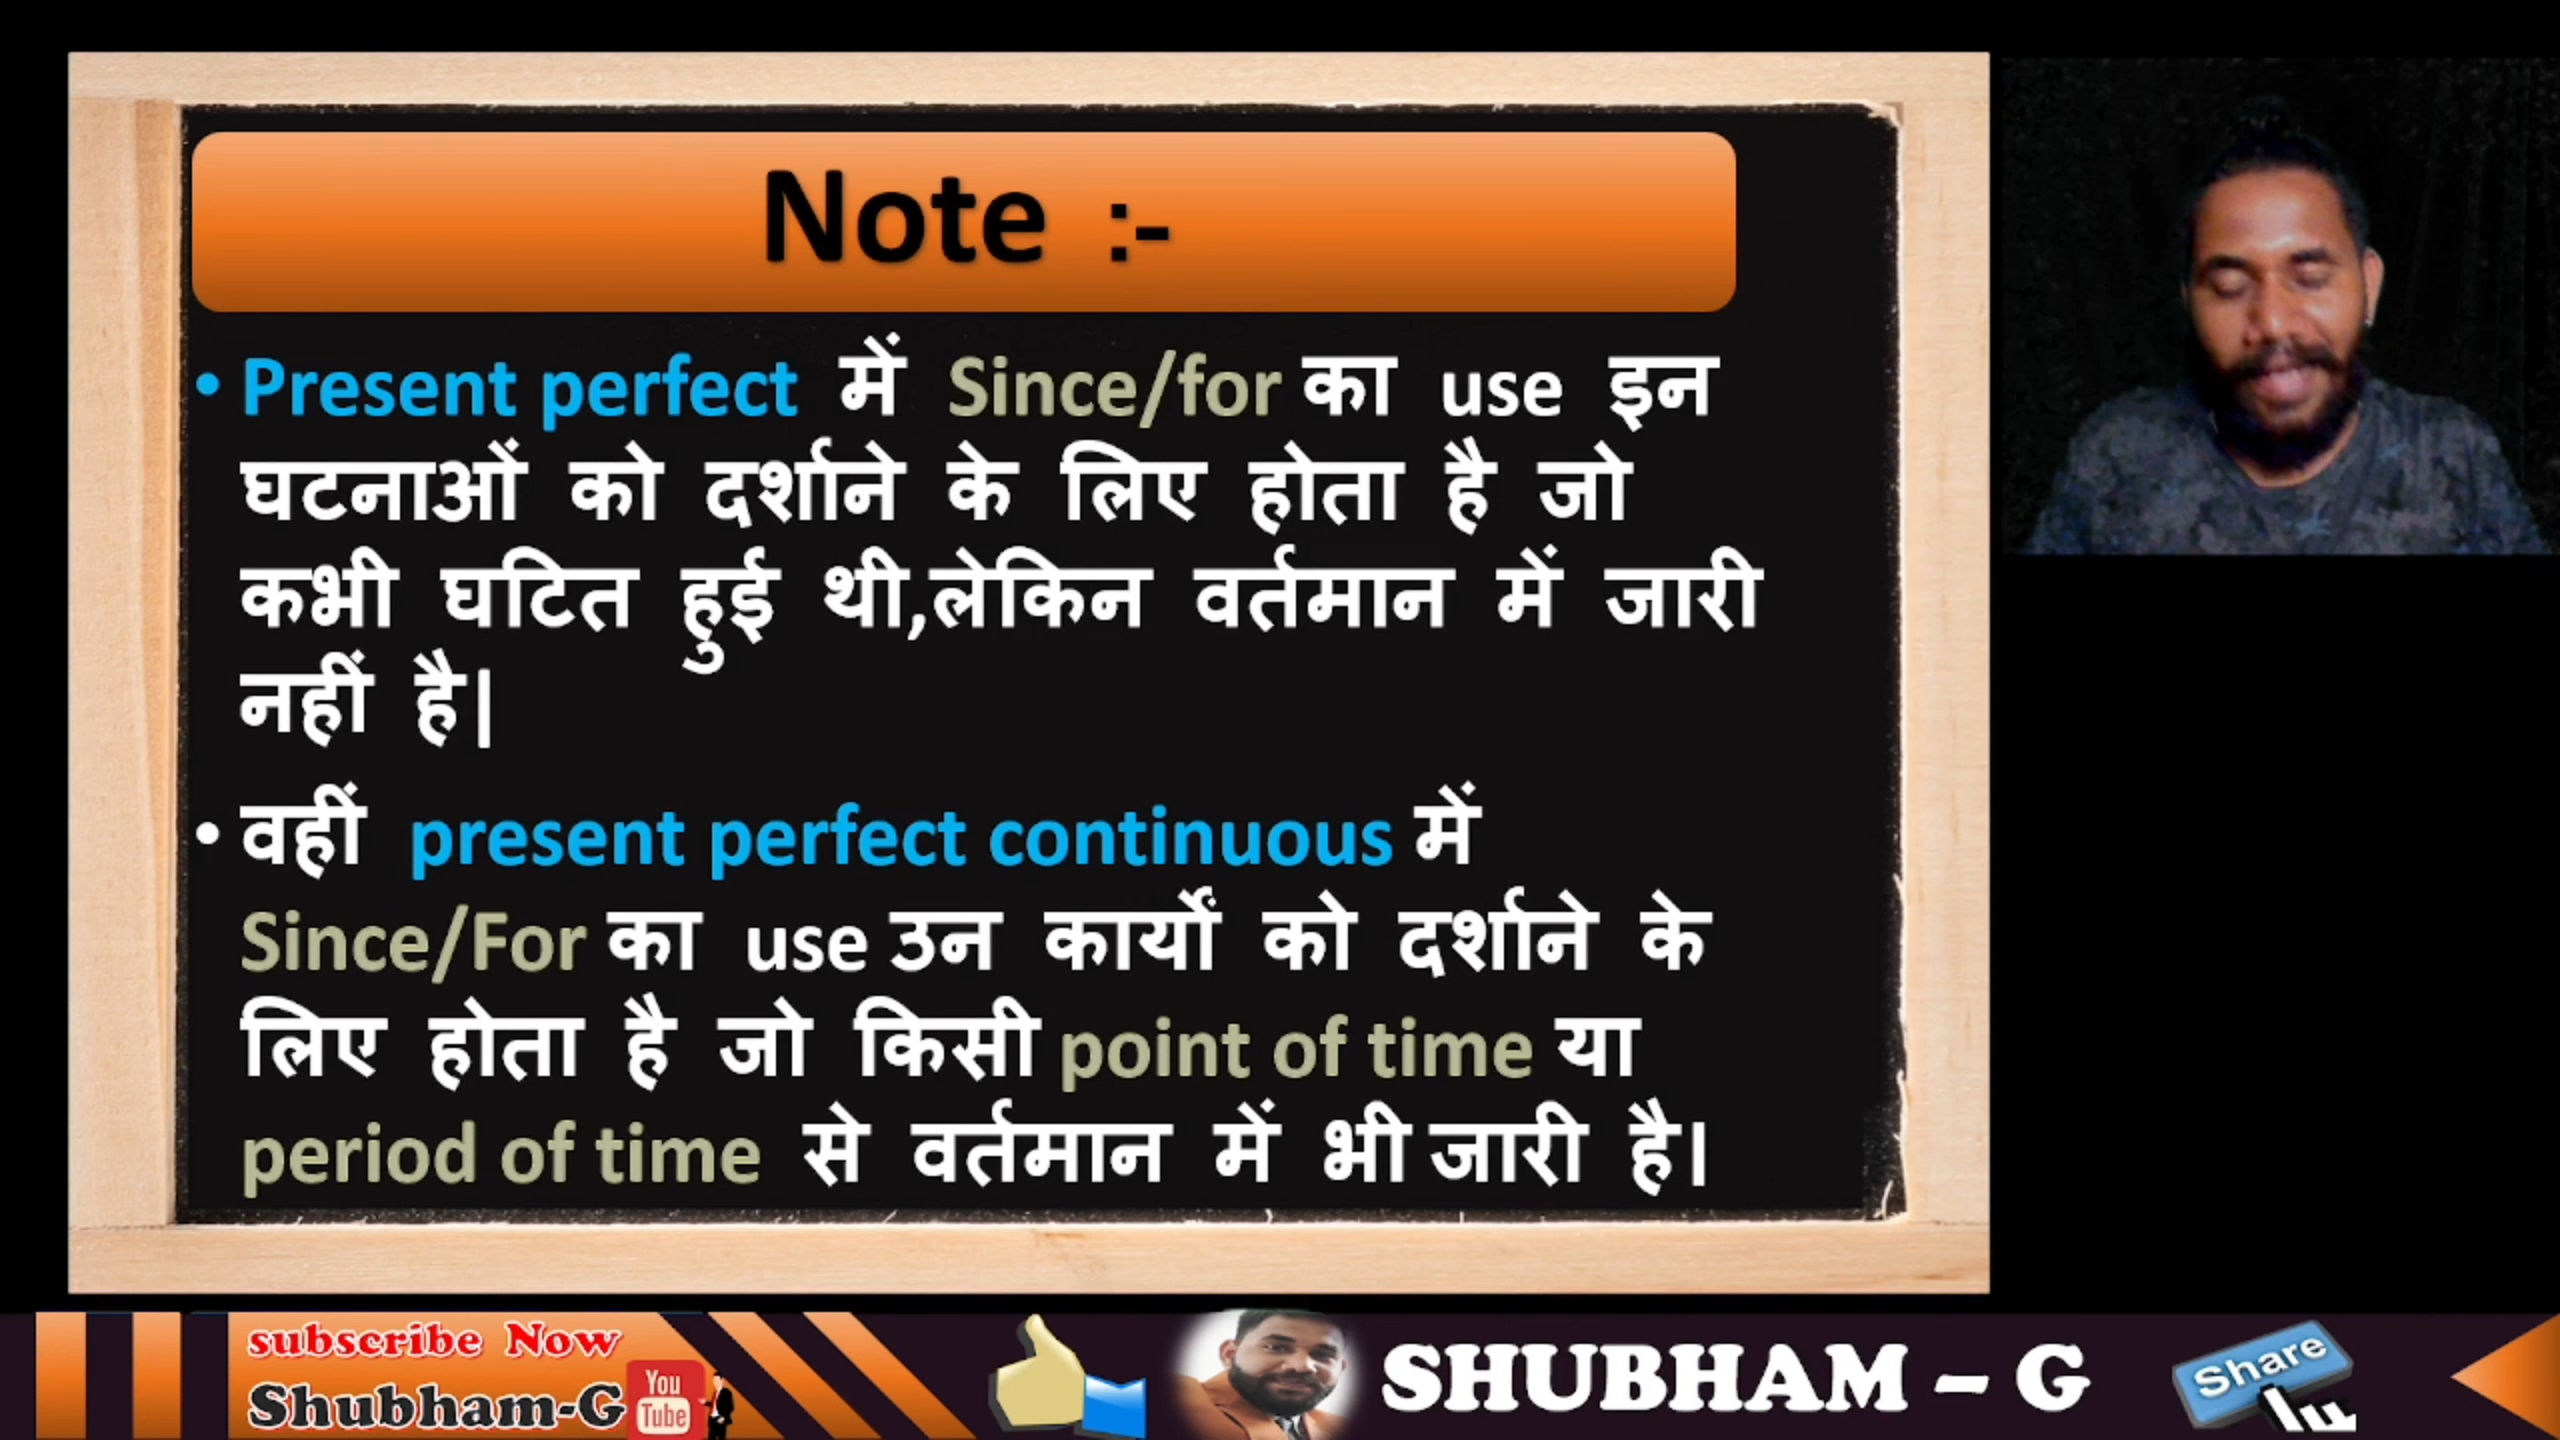 Note :-
• Present perfect में Since/for का use इन
घटनाओं को दर्शाने के लिए होता है जो
कभी घटित हुई थी,लेकिन वर्तमान में जारी
नहीं है|
• वहीं present perfect continuous में
Since/For का use उन कार्यों को दर्शाने के
लिए होता है जो किसी point of time या
period of time से वर्तमान में भी जारी है।
subscribe Now
Shubham-G
You
Tube
SHUBHAM – G
Share